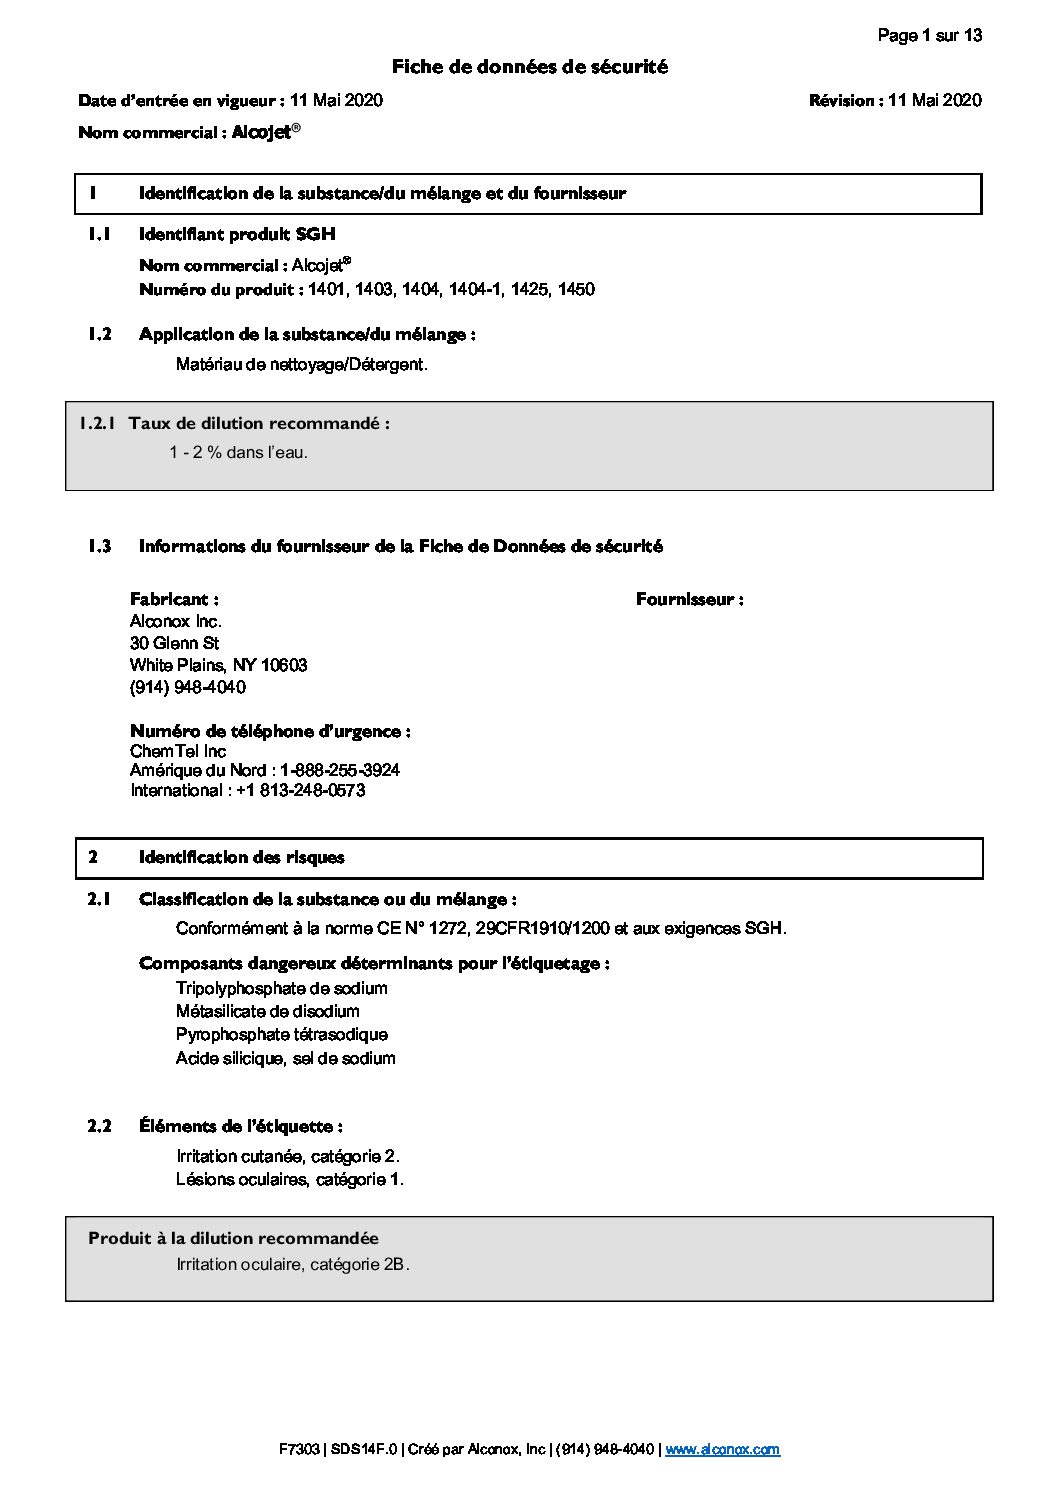 Page 1 sur 13
Fiche de données de sécurité
Date d’entrée en vigueur : 11 Mai 2020
Révision : 11 Mai 2020
Nom commercial : Alcojet®
1 Identification de la substance/du mélange et du fournisseur
1.1 Identifiant produit SGH
Nom commercial : Alcojet®
Numéro du produit : 1401, 1403, 1404, 1404-1, 1425, 1450
1.2 Application de la substance/du mélange :
Matériau de nettoyage/Détergent.
1.2.1 Taux de dilution recommandé :
1 - 2 % dans l’eau.
1.3 Informations du fournisseur de la Fiche de Données de sécurité
Fabricant :
Fournisseur :
Alconox Inc.
30 Glenn St
White Plains, NY 10603
(914) 948-4040
Numéro de téléphone d’urgence :
ChemTel Inc
Amérique du Nord : 1-888-255-3924
International : +1 813-248-0573
2 Identification des risques
2.1 Classification de la substance ou du mélange :
Conformément à la norme CE N° 1272, 29CFR1910/1200 et aux exigences SGH.
Composants dangereux déterminants pour l’étiquetage :
Tripolyphosphate de sodium
Métasilicate de disodium
Pyrophosphate tétrasodique
Acide silicique, sel de sodium
2.2 Éléments de l’étiquette :
Irritation cutanée, catégorie 2.
Lésions oculaires, catégorie 1.
Produit à la dilution recommandée
Irritation oculaire, catégorie 2B.
F7303 | SDS14F.0 | Créé par Alconox, Inc | (914) 948-4040 | www.alconox.com